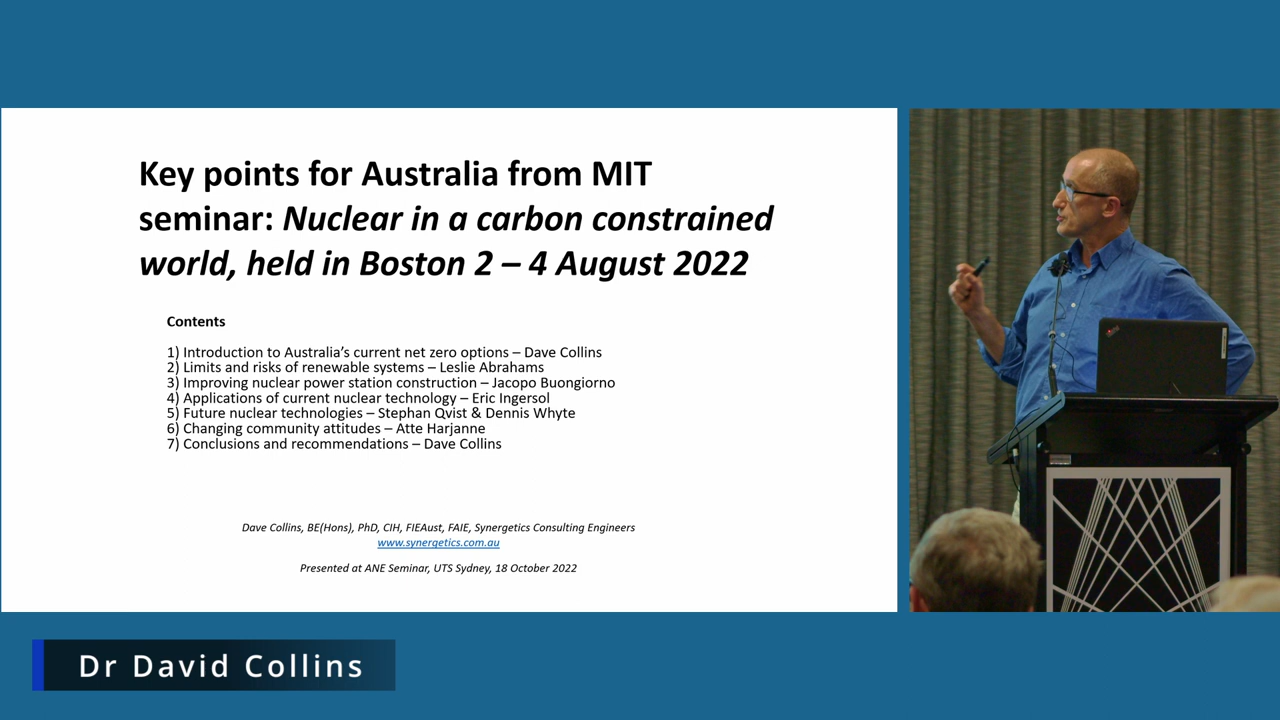 Key points for Australia from MIT
seminar: Nuclear in a carbon constrained
world, held in Boston 2 – 4 August 2022
Contents
1) Introduction to Australia’s current net zero options – Dave Collins
2) Limits and risks of renewable systems – Leslie Abrahams
3) Improving nuclear power station construction – Jacopo Buongiorno
4) Applications of current nuclear technology – Eric Ingersol
5) Future nuclear technologies – Stephan Qvist & Dennis Whyte
6) Changing community attitudes – Atte Harjanne
7) Conclusions and recommendations – Dave Collins
Dave Collins, BE(Hons), PhD, CIH, FIEAust, FAIE, Synergetics Consulting Engineers
www.synergetics.com.au
Presented at ANE Seminar, UTS Sydney, 18 October 2022
Dr David Collins